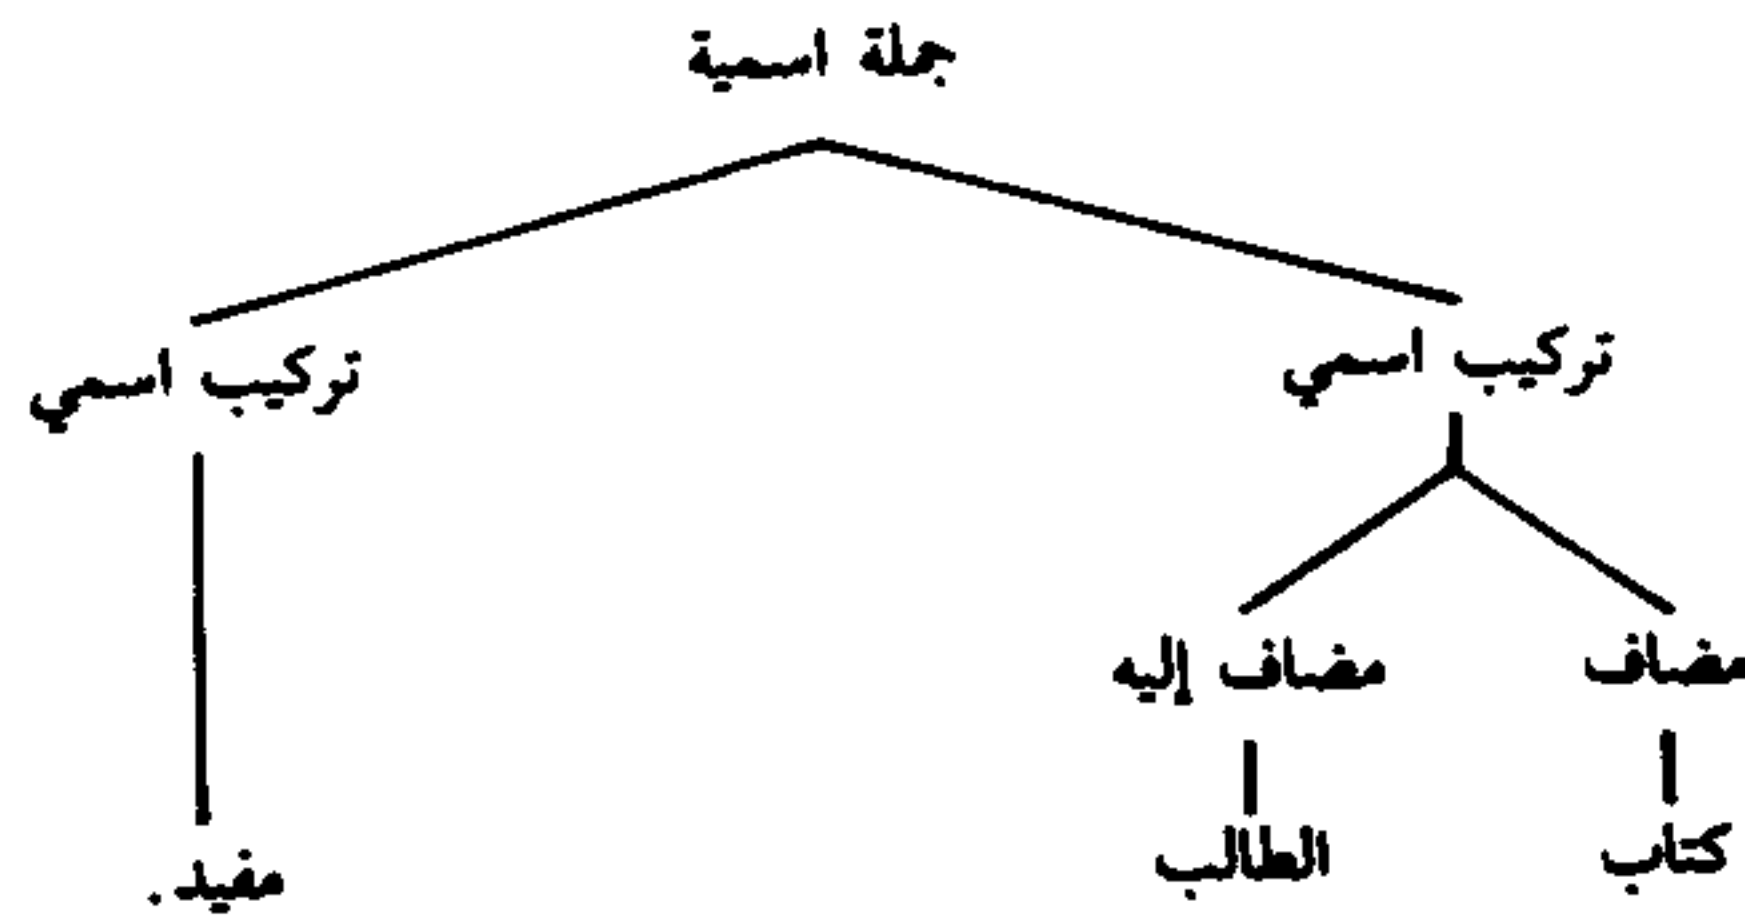 جملة اسمية
تركيب اسمي
تركيب اسمي
مضاف
مضاف إليه
كتاب
الطالب
مفيد.